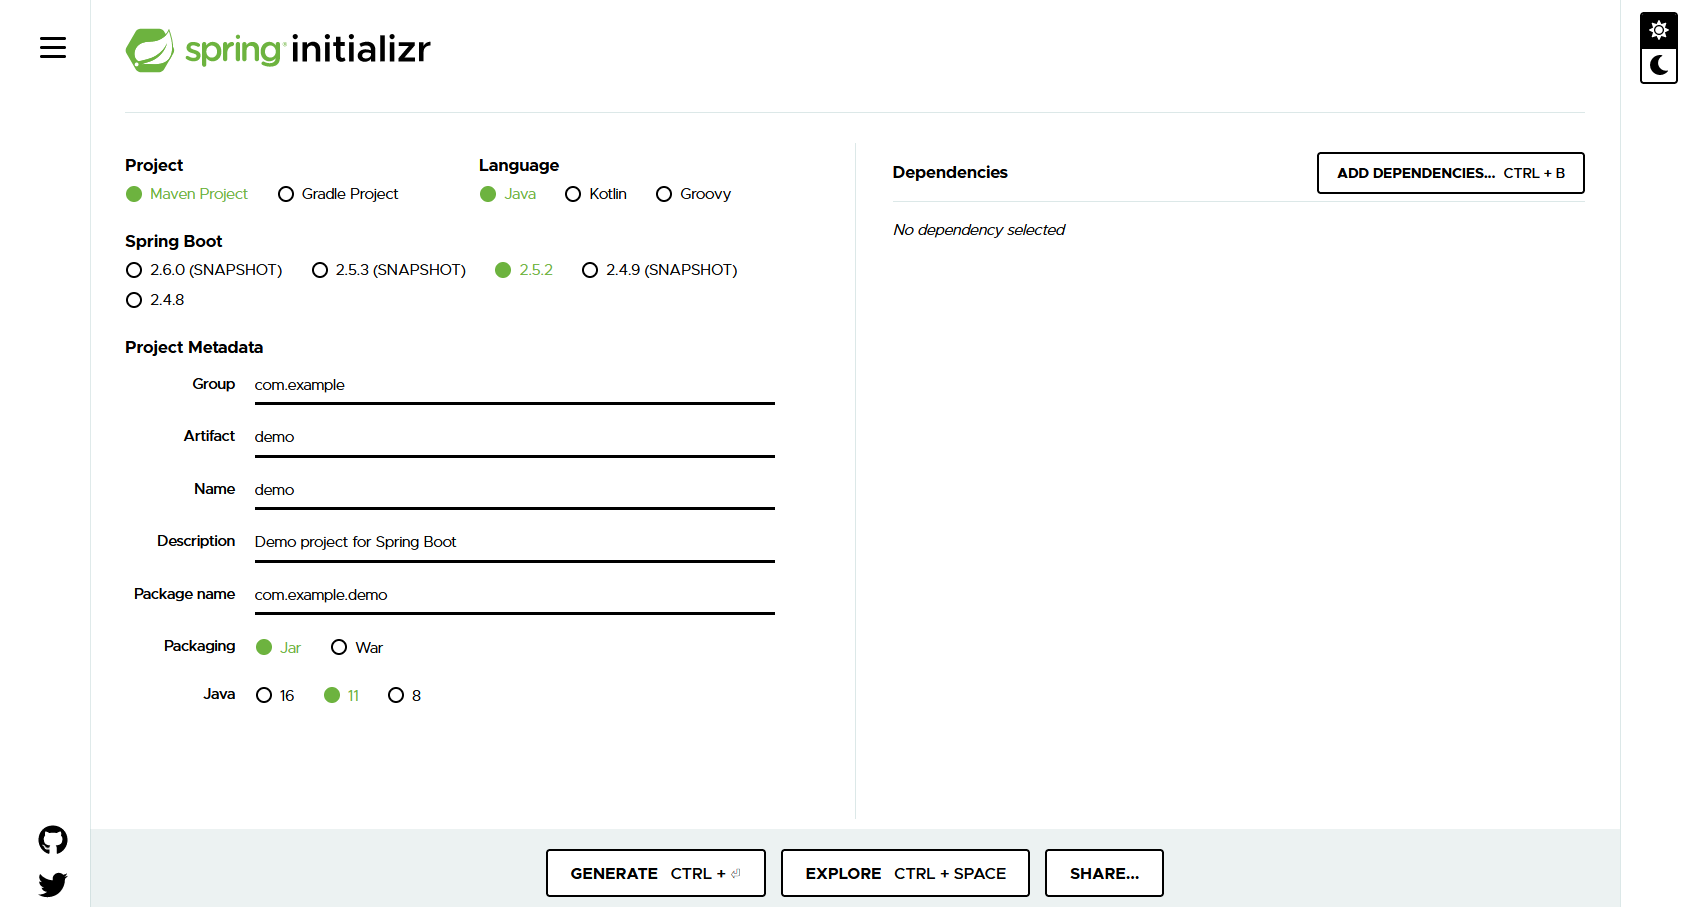 spring initializr
Project
Maven Project Gradle Project
Language
Java Kotlin Groovy
Spring Boot
2.6.0 (SNAPSHOT) 2.5.3 (SNAPSHOT) 2.5.2 2.4.9 (SNAPSHOT)
2.4.8
Project Metadata
Group com.example
Artifact demo
Name demo
Description Demo project for Spring Boot
Package name com.example.demo
Packaging Jar War
Java 16 11 8
Dependencies
ADD DEPENDENCIES... CTRL + B
No dependency selected
GENERATE CTRL + ⏎
EXPLORE CTRL + SPACE
SHARE...